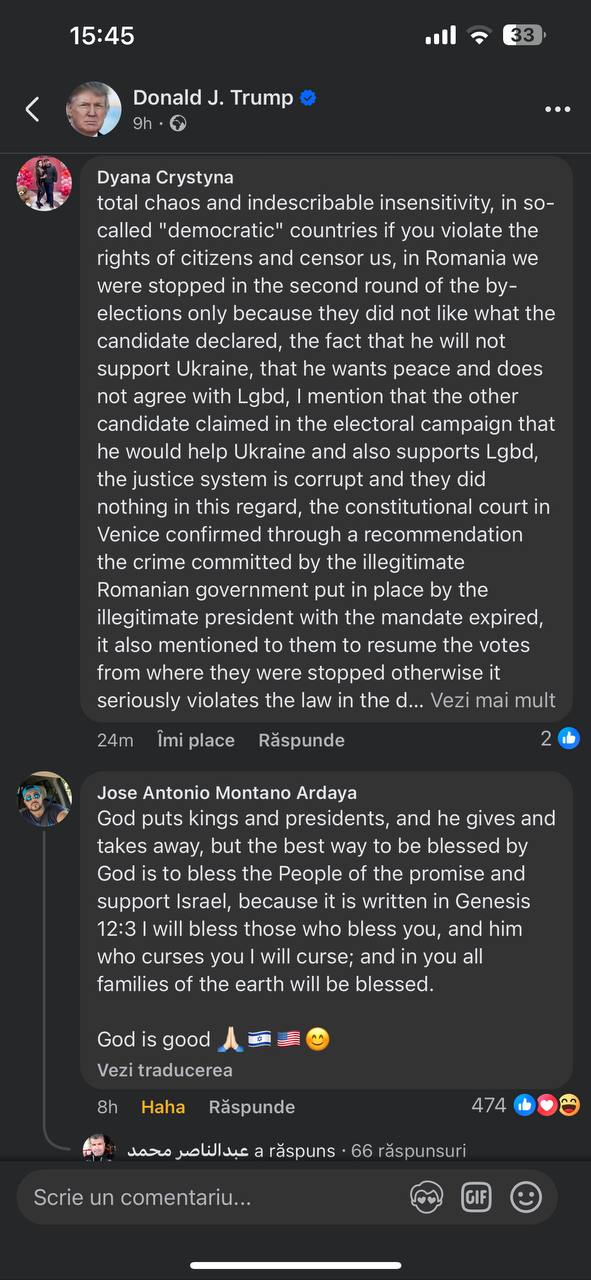 15:45
33
Donald J. Trump
9h ·
Dyana Crystyna
total chaos and indescribable insensitivity, in so-
called "democratic" countries if you violate the
rights of citizens and censor us, in Romania we
were stopped in the second round of the by-
elections only because they did not like what the
candidate declared, the fact that he will not
support Ukraine, that he wants peace and does
not agree with Lgbd, I mention that the other
candidate claimed in the electoral campaign that
he would help Ukraine and also supports Lgbd,
the justice system is corrupt and they did
nothing in this regard, the constitutional court in
Venice confirmed through a recommendation
the crime committed by the illegitimate
Romanian government put in place by the
illegitimate president with the mandate expired,
it also mentioned to them to resume the votes
from where they were stopped otherwise it
seriously violates the law in the d... Vezi mai mult
24m Îmi place Răspunde 2
Jose Antonio Montano Ardaya
God puts kings and presidents, and he gives and
takes away, but the best way to be blessed by
God is to bless the People of the promise and
support Israel, because it is written in Genesis
12:3 I will bless those who bless you, and him
who curses you I will curse; and in you all
families of the earth will be blessed.
God is good 🙏🏻🇮🇱🇺🇸😊
Vezi traducerea
8h Haha Răspunde 474
عبدالناصر محمد a răspuns · 66 răspunsuri
Scrie un comentariu...
GIF